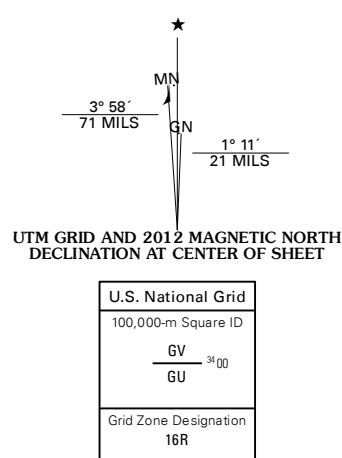 ★
MN
3° 58´
71 MILS
GN
1° 11´
21 MILS
UTM GRID AND 2012 MAGNETIC NORTH
DECLINATION AT CENTER OF SHEET
U.S. National Grid
100,000-m Square ID
GV
3400
GU
Grid Zone Designation
16R